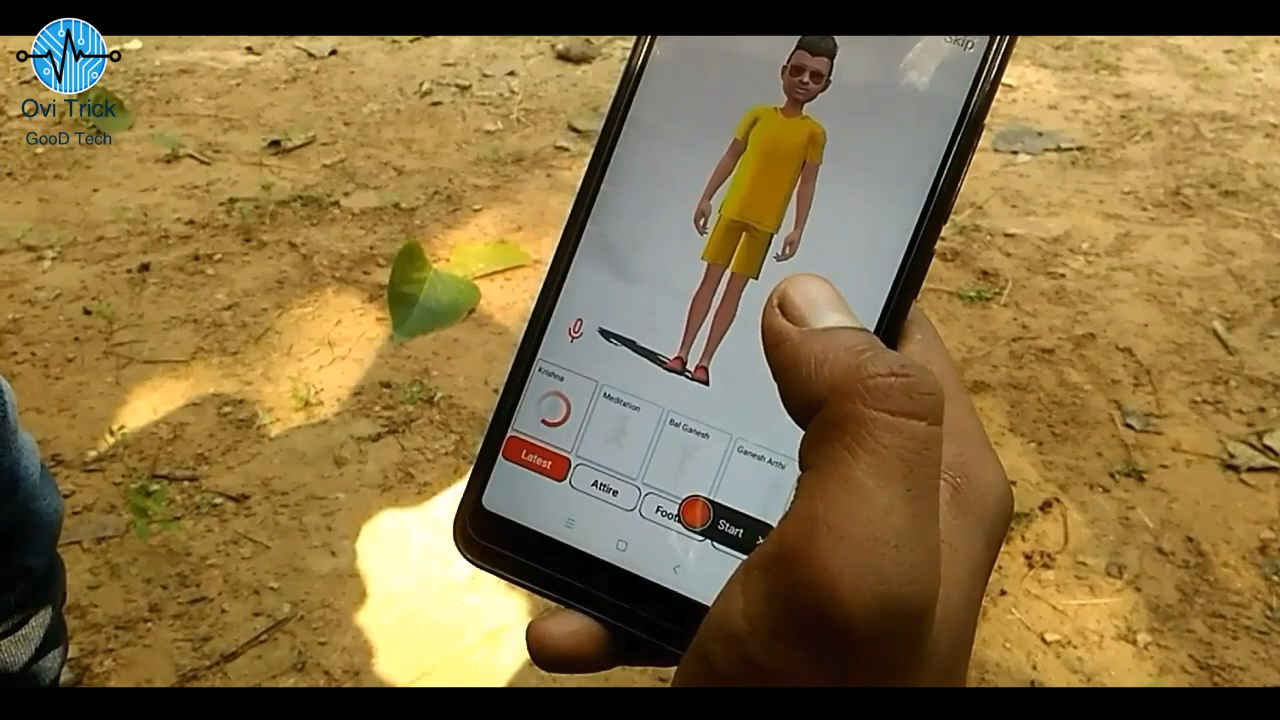 Ovi Trick
GooD Tech
Skip
Krishna
Meditation
Bal Ganesh
Ganesh Arthi
Latest
Attire
Start